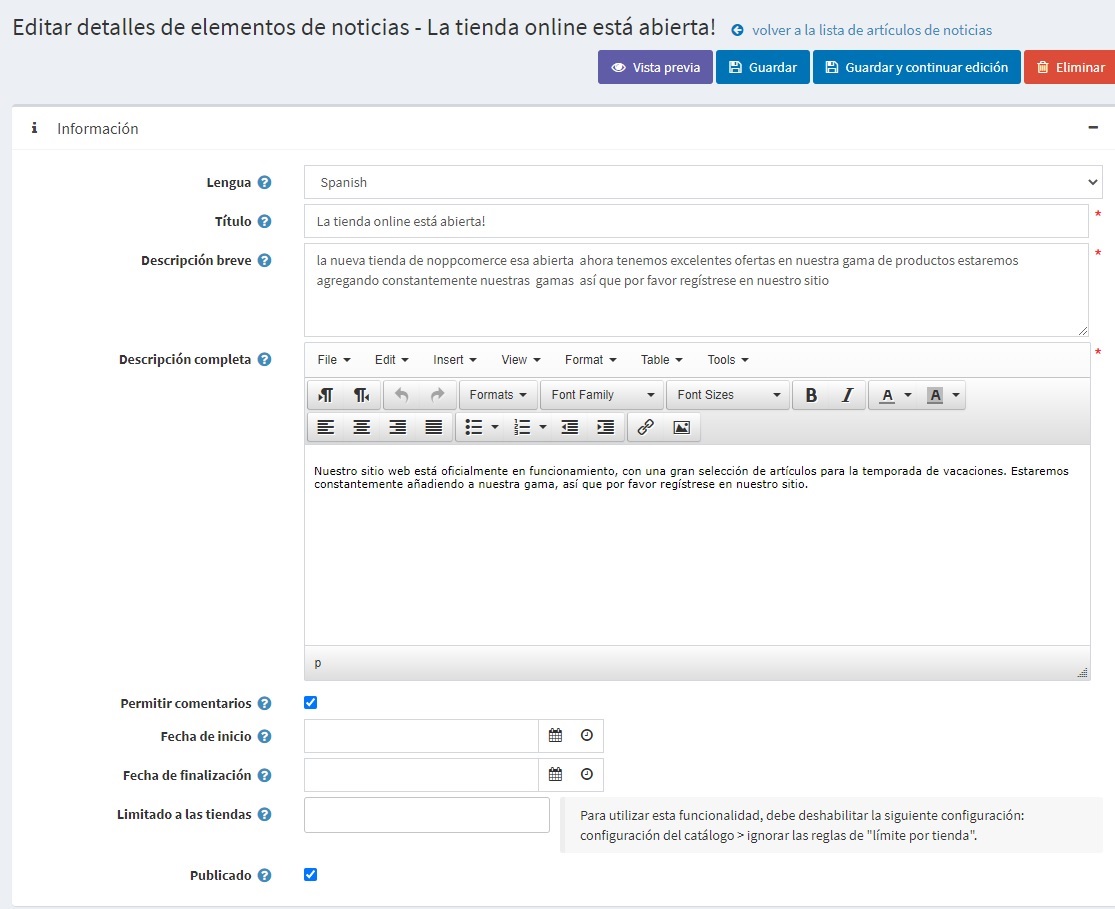 Editar detalles de elementos de noticias - La tienda online está abierta! volver a la lista de artículos de noticias
Vista previa Guardar Guardar y continuar edición Eliminar
Información
Lengua Spanish
Título La tienda online está abierta! *
Descripción breve la nueva tienda de noppcomerce esa abierta ahora tenemos excelentes ofertas en nuestra gama de productos estaremos *
agregando constantemente nuestras gamas así que por favor regístrese en nuestro sitio
Descripción completa File Edit Insert View Format Table Tools *
Formats Font Family Font Sizes B I A A
Nuestro sitio web está oficialmente en funcionamiento, con una gran selección de artículos para la temporada de vacaciones. Estaremos
constantemente añadiendo a nuestra gama, así que por favor regístrese en nuestro sitio.
p
Permitir comentarios
Fecha de inicio
Fecha de finalización
Limitado a las tiendas Para utilizar esta funcionalidad, debe deshabilitar la siguiente configuración:
configuración del catálogo > ignorar las reglas de "límite por tienda".
Publicado